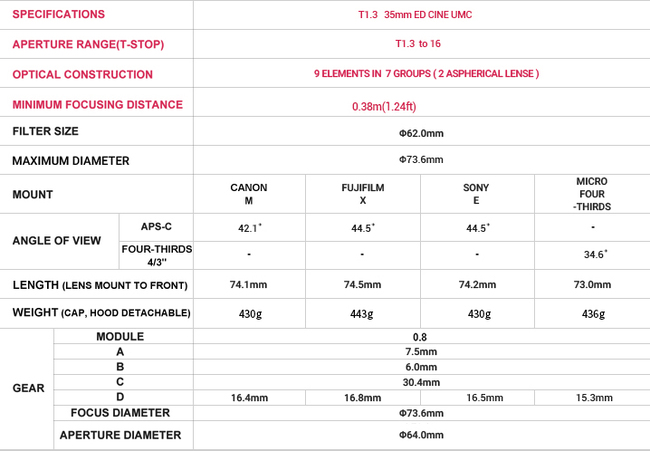 SPECIFICATIONS T1.3 35mm ED CINE UMC
APERTURE RANGE(T-STOP) T1.3 to 16
OPTICAL CONSTRUCTION 9 ELEMENTS IN 7 GROUPS ( 2 ASPHERICAL LENSE )
MINIMUM FOCUSING DISTANCE 0.38m(1.24ft)
FILTER SIZE Φ62.0mm
MAXIMUM DIAMETER Φ73.6mm
MOUNT CANON M FUJIFILM X SONY E MICRO FOUR -THIRDS
ANGLE OF VIEW APS-C 42.1˚ 44.5˚ 44.5˚ -
FOUR-THIRDS 4/3" - - - 34.6˚
LENGTH (LENS MOUNT TO FRONT) 74.1mm 74.5mm 74.2mm 73.0mm
WEIGHT (CAP, HOOD DETACHABLE) 430g 443g 430g 436g
GEAR MODULE 0.8
A 7.5mm
B 6.0mm
C 30.4mm
D 16.4mm 16.8mm 16.5mm 15.3mm
FOCUS DIAMETER Φ73.6mm
APERTURE DIAMETER Φ64.0mm